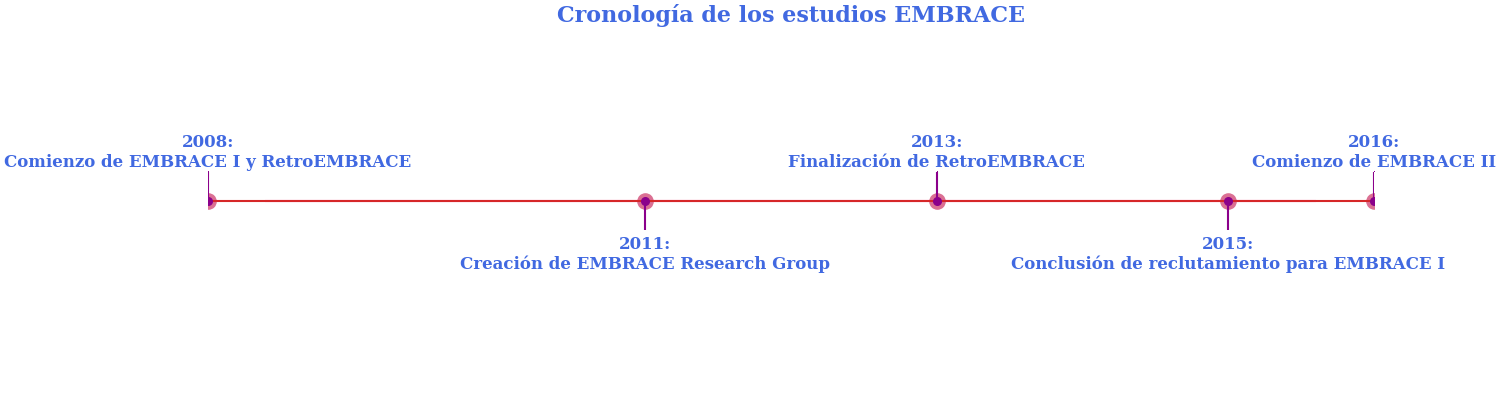 Cronología de los estudios EMBRACE
2008:
Comienzo de EMBRACE I y RetroEMBRACE
2011:
Creación de EMBRACE Research Group
2013:
Finalización de RetroEMBRACE
2015:
Conclusión de reclutamiento para EMBRACE I
2016:
Comienzo de EMBRACE II